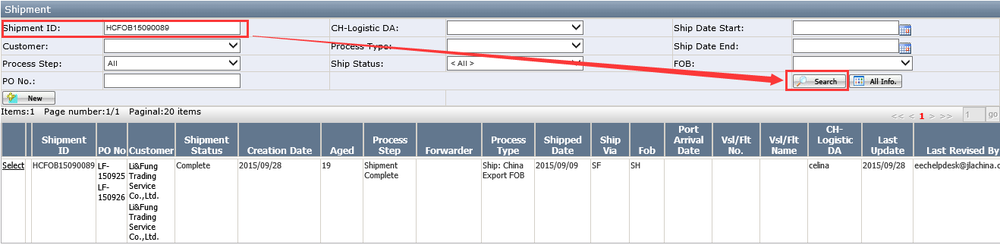 Shipment
Shipment ID: HCFOB15090089 CH-Logistic DA: Ship Date Start:
Customer: Process Type: Ship Date End:
Process Step: All Ship Status: < All > FOB:
PO No.: Search All Info.
New
Items:1 Page number:1/1 Paginal:20 items << < 1 > >> 1 go
Shipment ID PO No Customer Shipment Status Creation Date Aged Process Step Forwarder Process Type Shipped Date Ship Via Fob Port Arrival Date Vsl/Flt No. Vsl/Flt Name CH-Logistic DA Last Update Last Revised By
Select HCFOB15090089 LF- Li&Fung Complete 2015/09/28 19 Shipment Ship: China 2015/09/09 SF SH celina 2015/09/28 eechelpdesk@jlachina.c
150925 Trading Complete Export FOB
LF- Service
150926 Co.,Ltd.
Li&Fung
Trading
Service
Co.,Ltd.